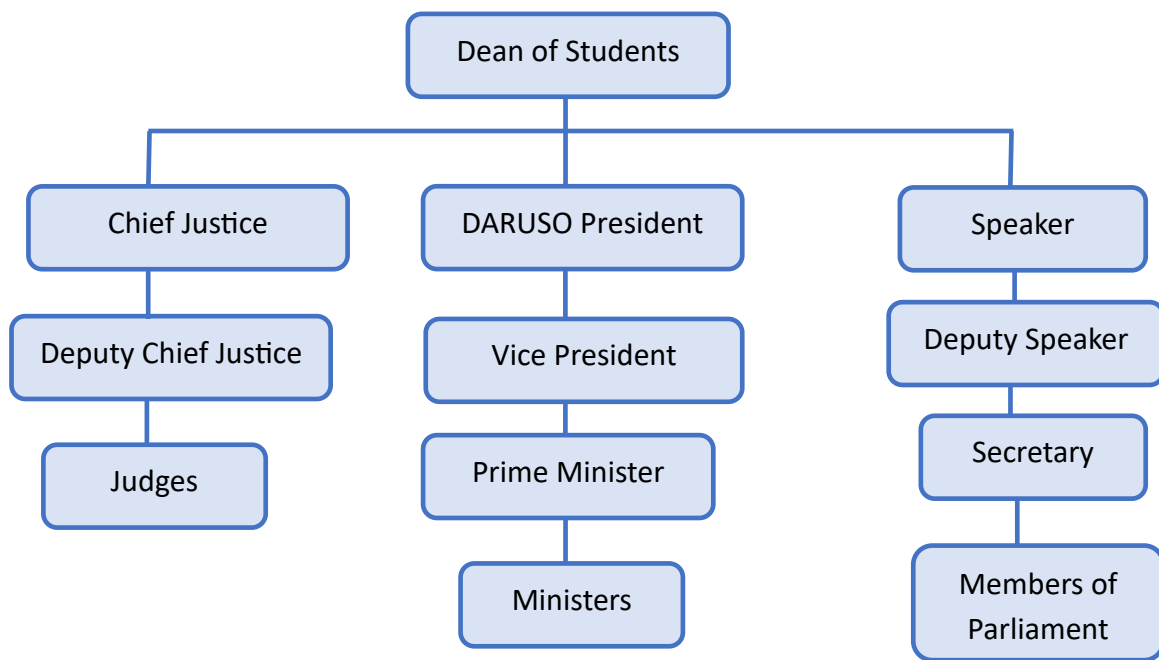 Dean of Students
Chief Justice
DARUSO President
Speaker
Deputy Chief Justice
Vice President
Deputy Speaker
Judges
Prime Minister
Secretary
Ministers
Members of
Parliament